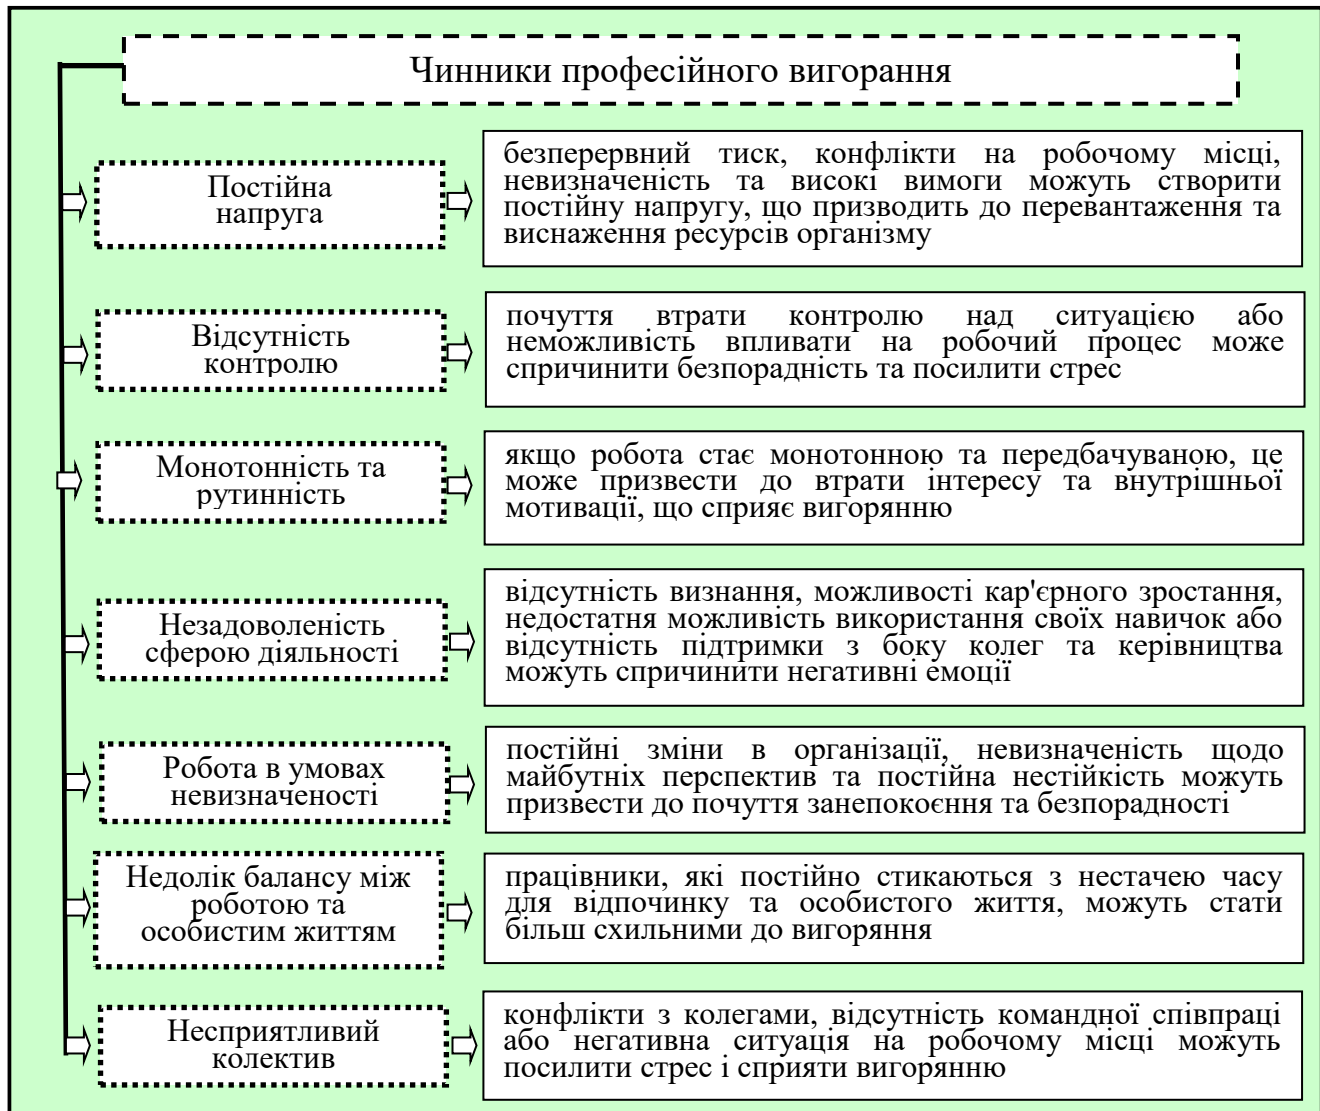 Чинники професійного вигорання
Постійна
напруга
безперервний тиск, конфлікти на робочому місці,
невизначеність та високі вимоги можуть створити
постійну напругу, що призводить до перевантаження та
виснаження ресурсів організму
Відсутність
контролю
почуття втрати контролю над ситуацією або
неможливість впливати на робочий процес може
спричинити безпорадність та посилити стрес
Монотонність та
рутинність
якщо робота стає монотонною та передбачуваною, це
може призвести до втрати інтересу та внутрішньої
мотивації, що сприяє вигорянню
Незадоволеність
сферою діяльності
відсутність визнання, можливості кар'єрного зростання,
недостатня можливість використання своїх навичок або
відсутність підтримки з боку колег та керівництва
можуть спричинити негативні емоції
Робота в умовах
невизначеності
постійні зміни в організації, невизначеність щодо
майбутніх перспектив та постійна нестійкість можуть
призвести до почуття занепокоєння та безпорадності
Недолік балансу між
роботою та
особистим життям
працівники, які постійно стикаються з нестачею часу
для відпочинку та особистого життя, можуть стати
більш схильними до вигоряння
Несприятливий
колектив
конфлікти з колегами, відсутність командної співпраці
або негативна ситуація на робочому місці можуть
посилити стрес і сприяти вигорянню